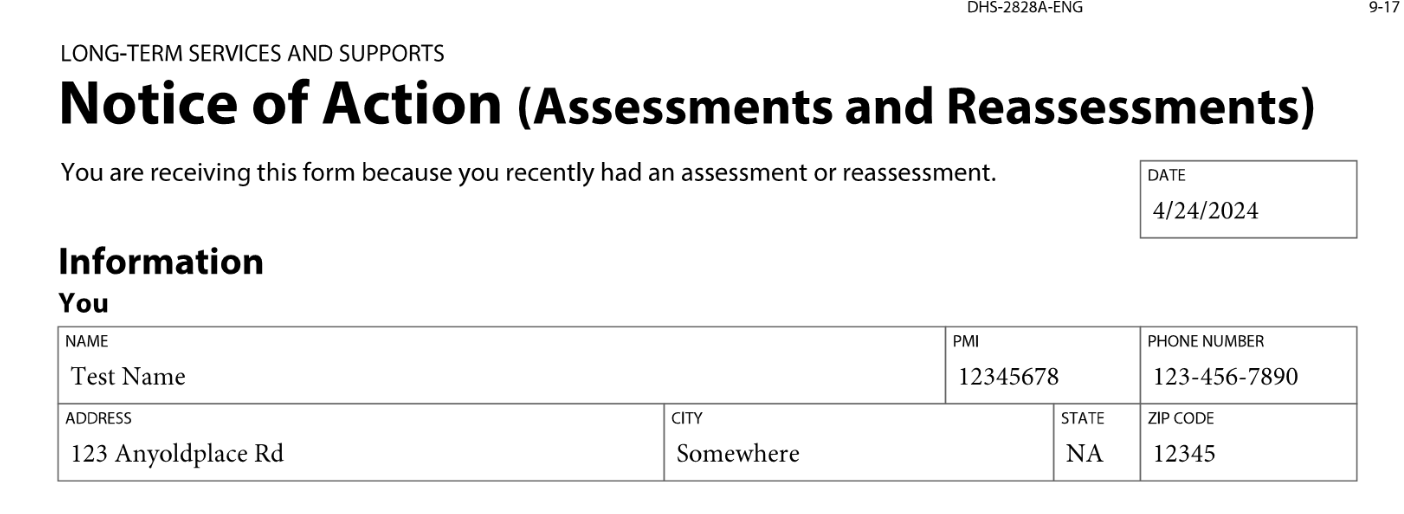 DHS-2828A-ENG 9-17
LONG-TERM SERVICES AND SUPPORTS
Notice of Action (Assessments and Reassessments)
You are receiving this form because you recently had an assessment or reassessment.
DATE
4/24/2024
Information
You
NAME PMI PHONE NUMBER
Test Name 12345678 123-456-7890
ADDRESS CITY STATE ZIP CODE
123 Anyoldplace Rd Somewhere NA 12345